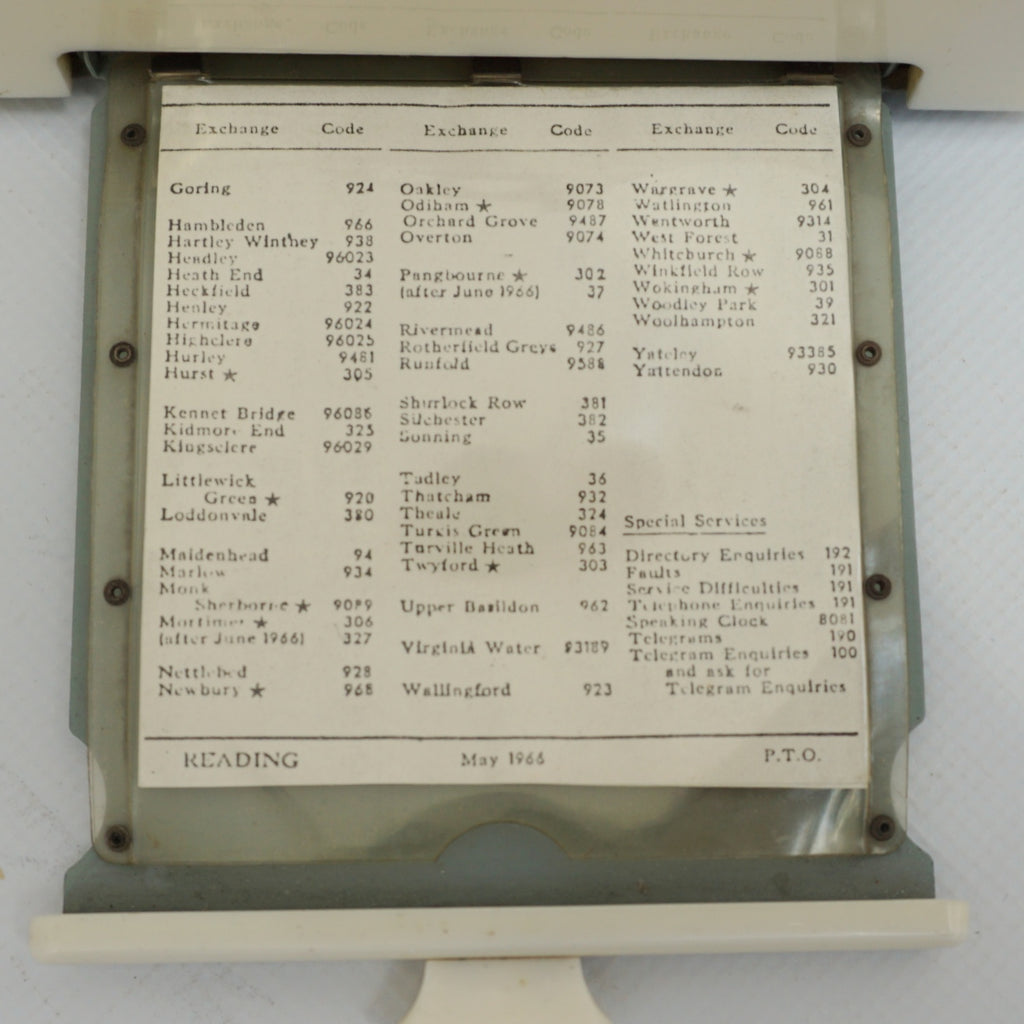 Exchange Code
Goring 924
Hambleden 966
Hartley Wintney 938
Headley 96023
Heath End 34
Heckfield 383
Henley 922
Hermitage 96024
Highclere 96025
Hurley 9481
Hurst ★ 305
Kennet Bridge 96086
Kidmore End 325
Kingsclere 96029
Littlewick
Green ★ 920
Loddonvale 380
Maidenhead 94
Marlow 934
Monk
Sherborne ★
Mortimer ★ 306
(after June 1966) 327
Nettlebed 928
Newbury ★ 968
Exchange Code
Oakley 9073
Odiham ★ 9078
Orchard Grove 9487
Overton 9074
Pangbourne ★ 302
(after June 1966) 37
Rivermead 9486
Rotherfield Greys 927
Runfold 9588
Shurlock Row 381
Silchester 382
Sonning 35
Tadley 36
Thatcham 932
Theale 324
Turgis Green 9084
Turville Heath 963
Twyford ★ 303
Upper Basildon 962
Virginia Water
Wallingford 923
Exchange Code
Wargrave ★ 304
Watlington 961
Wentworth 9314
West Forest 31
Whitchurch ★ 9088
Winkfield Row 935
Wokingham ★ 301
Woodley Park 39
Woolhampton 321
Yateley 93385
Yattendon 930
Special Services
Directory Enquiries 192
Faults 191
Service Difficulties 191
Telephone Enquiries 191
Speaking Clock 8081
Telegrams 190
Telegram Enquiries 100
and ask for
Telegram Enquiries
READING May 1966 P.T.O.